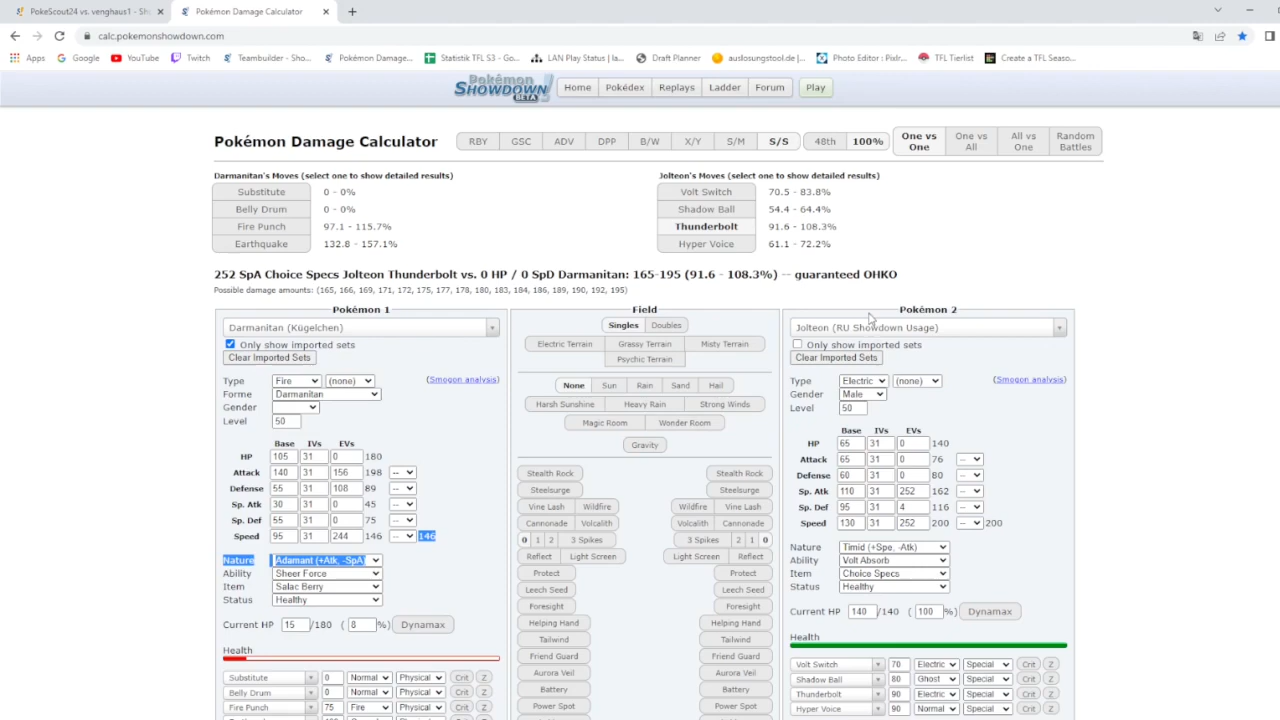 PokeScout24 vs. venghaus1 - Sh
Pokémon Damage Calculator
calc.pokemonshowdown.com
Apps Google YouTube Twitch Teambuilder - Sho... Pokémon Damage... Statistik TFL S3 - Go... LAN Play Status | la... Draft Planner auslosungstool.de |... Photo Editor : Pixlr... TFL Tierlist Create a TFL Seaso...
Pokémon SHOWDOWN BETA Home Pokédex Replays Ladder Forum Play
Pokémon Damage Calculator RBY GSC ADV DPP B/W X/Y S/M S/S 48th 100% One vs One One vs All All vs One Random Battles
Darmanitan's Moves (select one to show detailed results) Jolteon's Moves (select one to show detailed results)
Substitute 0 - 0% Volt Switch 70.5 - 83.8%
Belly Drum 0 - 0% Shadow Ball 54.4 - 64.4%
Fire Punch 97.1 - 115.7% Thunderbolt 91.6 - 108.3%
Earthquake 132.8 - 157.1% Hyper Voice 61.1 - 72.2%
252 SpA Choice Specs Jolteon Thunderbolt vs. 0 HP / 0 SpD Darmanitan: 165-195 (91.6 - 108.3%) -- guaranteed OHKO
Possible damage amounts: (165, 166, 169, 171, 172, 175, 177, 178, 180, 183, 184, 186, 189, 190, 192, 195)
Pokémon 1
Darmanitan (Kügelchen)
Only show imported sets
Clear Imported Sets
Type Fire (none) (Smogon analysis)
Forme Darmanitan
Gender
Level 50
Base IVs EVs
HP 105 31 0 180
Attack 140 31 156 198 --
Defense 55 31 108 89 --
Sp. Atk 30 31 0 45 --
Sp. Def 55 31 0 75 --
Speed 95 31 244 146 -- 146
Nature Adamant (+Atk, -SpA)
Ability Sheer Force
Item Salac Berry
Status Healthy
Current HP 15 /180 ( 8 %) Dynamax
Health
Substitute 0 Normal Physical Crit Z
Belly Drum 0 Normal Physical Crit Z
Fire Punch 75 Fire Physical Crit Z
Field
Singles Doubles
Electric Terrain Grassy Terrain Misty Terrain
Psychic Terrain
None Sun Rain Sand Hail
Harsh Sunshine Heavy Rain Strong Winds
Magic Room Wonder Room
Gravity
Stealth Rock Stealth Rock
Steelsurge Steelsurge
Vine Lash Wildfire Wildfire Vine Lash
Cannonade Volcalith Volcalith Cannonade
0 1 2 3 Spikes 3 Spikes 2 1 0
Reflect Light Screen Light Screen Reflect
Protect Protect
Leech Seed Leech Seed
Foresight Foresight
Helping Hand Helping Hand
Tailwind Tailwind
Friend Guard Friend Guard
Aurora Veil Aurora Veil
Battery Battery
Power Spot Power Spot
Pokémon 2
Jolteon (RU Showdown Usage)
Only show imported sets
Clear Imported Sets
Type Electric (none) (Smogon analysis)
Gender Male
Level 50
Base IVs EVs
HP 65 31 0 140
Attack 65 31 0 76 --
Defense 60 31 0 80 --
Sp. Atk 110 31 252 162 --
Sp. Def 95 31 4 116 --
Speed 130 31 252 200 -- 200
Nature Timid (+Spe, -Atk)
Ability Volt Absorb
Item Choice Specs
Status Healthy
Current HP 140 /140 ( 100 %) Dynamax
Health
Volt Switch 70 Electric Special Crit Z
Shadow Ball 80 Ghost Special Crit Z
Thunderbolt 90 Electric Special Crit Z
Hyper Voice 90 Normal Special Crit Z